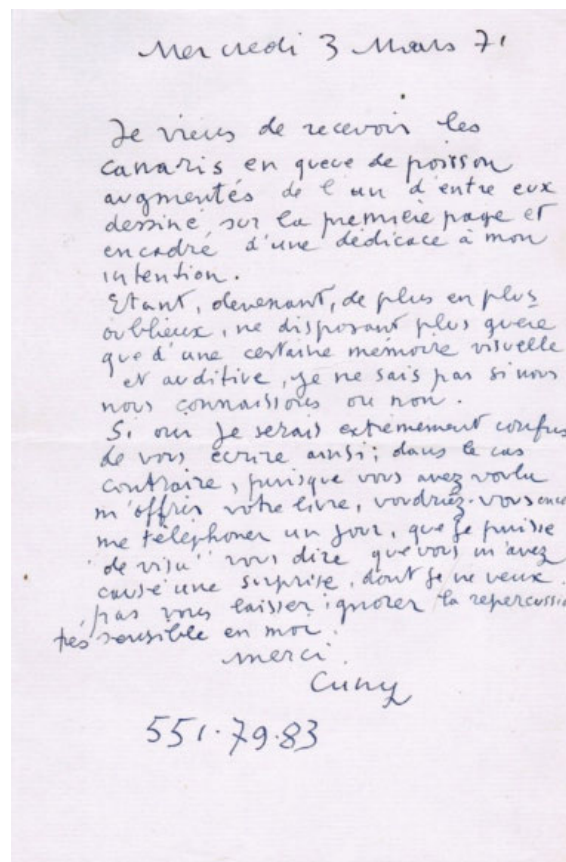 Mercredi 3 Mars 71
Je viens de recevoir les
canaris en queue de poisson
augmentés de l'un d'entre eux
dessiné, sur la première page et
encadré d'une dédicace à mon
intention.
Etant, devenant, de plus en plus
oublieux, ne disposant plus guère
que d'une certaine mémoire visuelle
et auditive, je ne sais pas si nous
nous connaissons ou non.
Si oui je serais extrêmement confus
de vous écrire ainsi; dans le cas
contraire, puisque vous avez voulu
m'offrir votre livre, voudriez-vous
me téléphoner un jour, que je puisse
"de visu" vous dire que vous m'avez
causé une surprise, dont je ne veux
pas vous laisser ignorer la repercussion
très sensible en moi.
merci.
Cuny
551.79.83